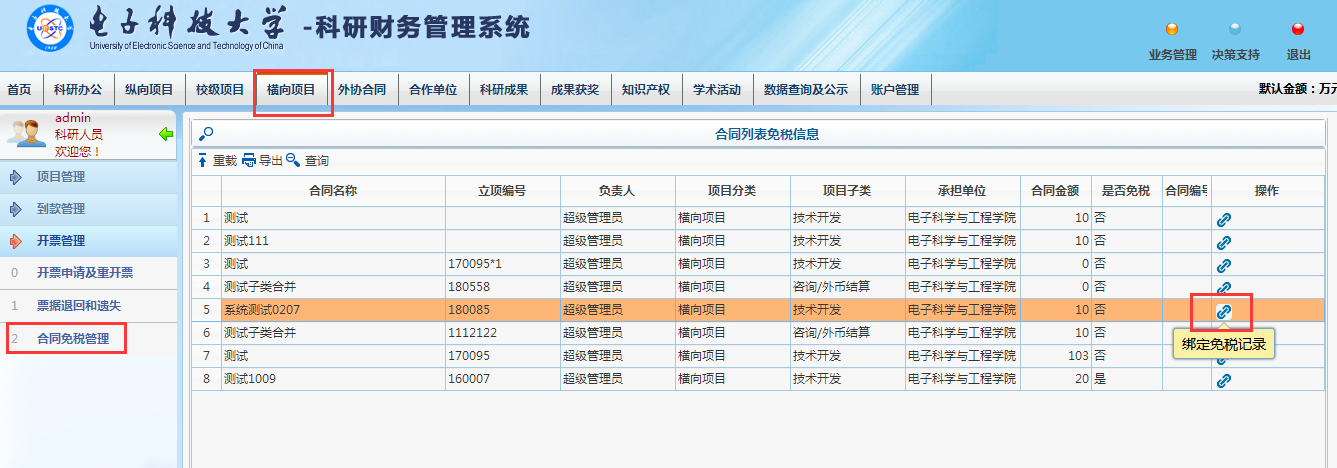 电子科技大学 -科研财务管理系统
University of Electronic Science and Technology of China
业务管理 决策支持 退出
首页 科研办公 纵向项目 校级项目 横向项目 外协合同 合作单位 科研成果 成果获奖 知识产权 学术活动 数据查询及公示 账户管理 默认金额：万元
admin
科研人员
欢迎您！
项目管理
到款管理
开票管理
0 开票申请及重开票
1 票据退回和遗失
2 合同免税管理
合同列表免税信息
重载 导出 查询
合同名称 立项编号 负责人 项目分类 项目子类 承担单位 合同金额 是否免税 合同编号 操作
1 测试 超级管理员 横向项目 技术开发 电子科学与工程学院 10 否
2 测试111 超级管理员 横向项目 技术开发 电子科学与工程学院 10 否
3 测试 170095*1 超级管理员 横向项目 技术开发 电子科学与工程学院 0 否
4 测试子类合并 180558 超级管理员 横向项目 咨询/外币结算 电子科学与工程学院 0 否
5 系统测试0207 180085 超级管理员 横向项目 技术开发 电子科学与工程学院 10 否
6 测试子类合并 1112122 超级管理员 横向项目 咨询/外币结算 电子科学与工程学院 10 否
绑定免税记录
7 测试 170095 超级管理员 横向项目 技术开发 电子科学与工程学院 103 否
8 测试1009 160007 超级管理员 横向项目 技术开发 电子科学与工程学院 20 是